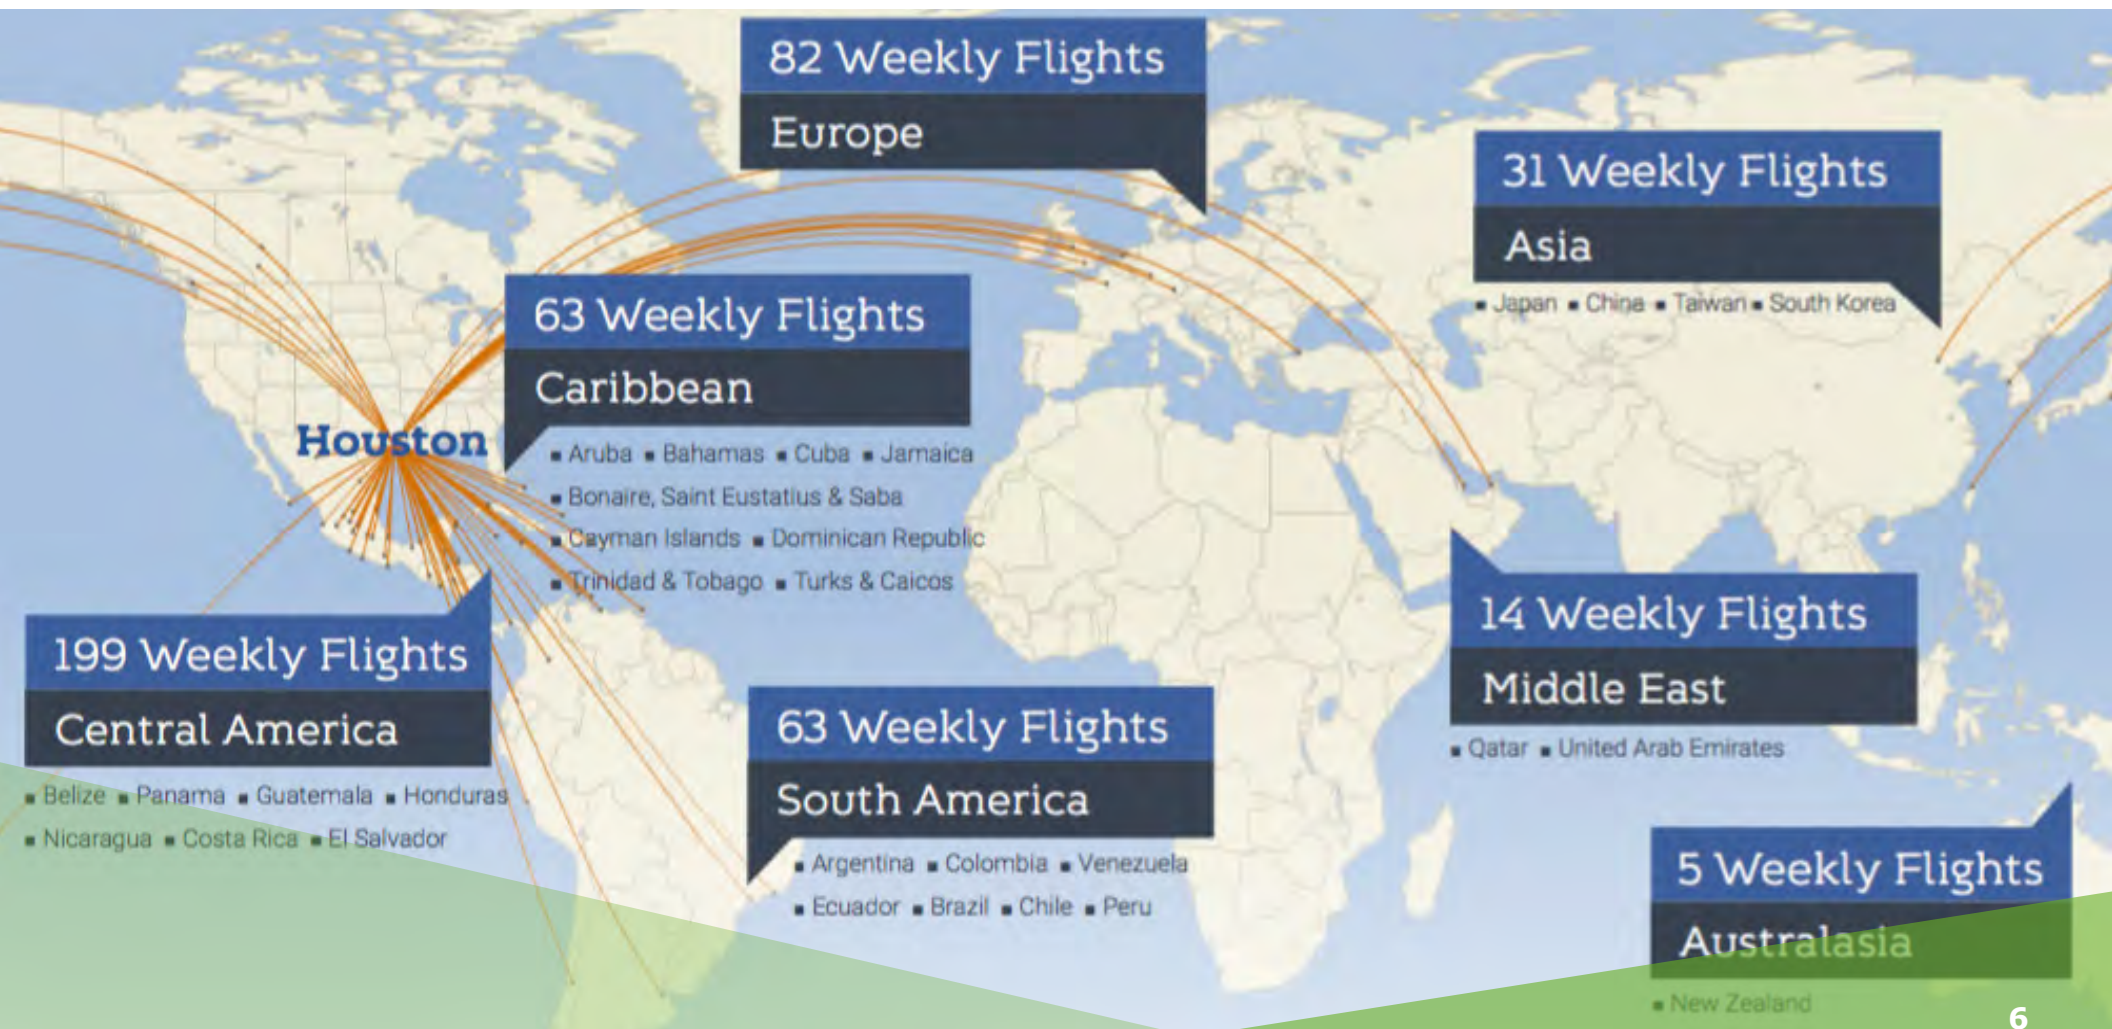 82 Weekly Flights
Europe
31 Weekly Flights
Asia
▪ Japan ▪ China ▪ Taiwan ▪ South Korea
63 Weekly Flights
Caribbean
▪ Aruba ▪ Bahamas ▪ Cuba ▪ Jamaica
▪ Bonaire, Saint Eustatius & Saba
▪ Cayman Islands ▪ Dominican Republic
▪ Trinidad & Tobago ▪ Turks & Caicos
Houston
199 Weekly Flights
Central America
▪ Belize ▪ Panama ▪ Guatemala ▪ Honduras
▪ Nicaragua ▪ Costa Rica ▪ El Salvador
63 Weekly Flights
South America
▪ Argentina ▪ Colombia ▪ Venezuela
▪ Ecuador ▪ Brazil ▪ Chile ▪ Peru
14 Weekly Flights
Middle East
▪ Qatar ▪ United Arab Emirates
5 Weekly Flights
Australasia
▪ New Zealand
6